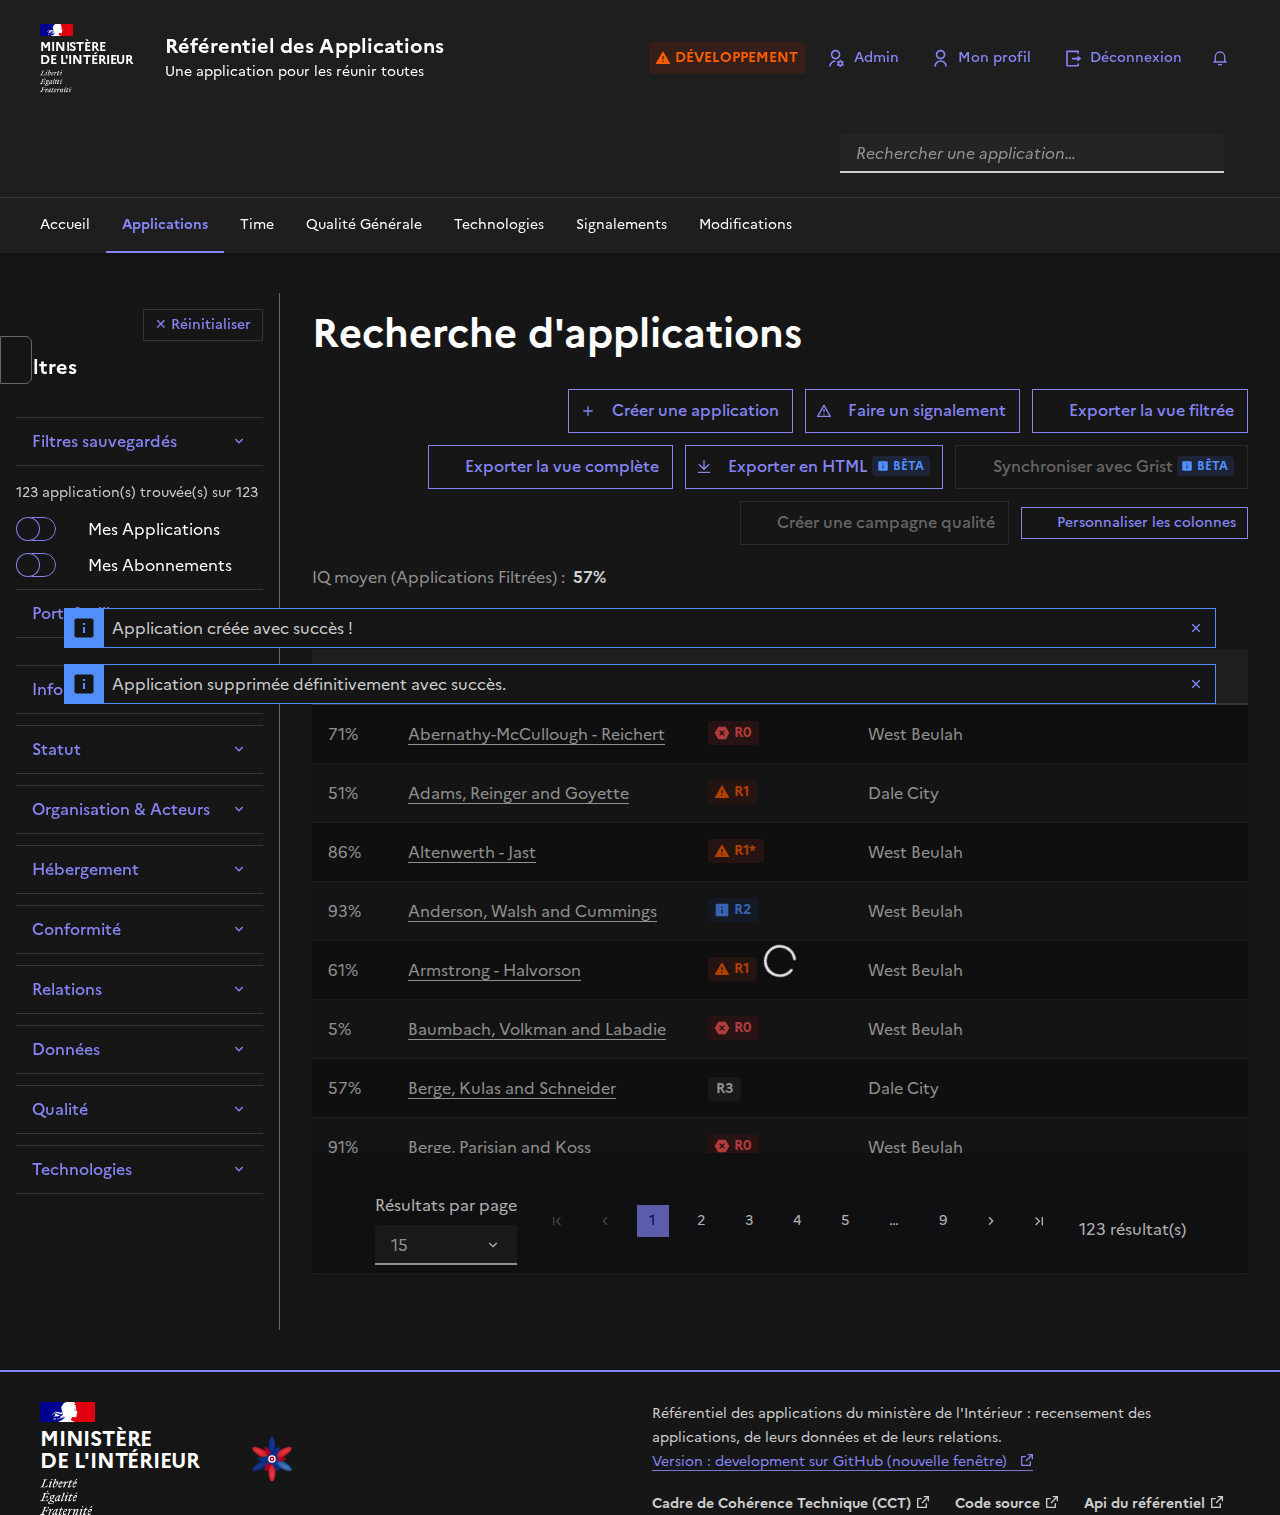 MINISTÈRE
DE L'INTÉRIEUR
Liberté
Égalité
Fraternité
Référentiel des Applications
Une application pour les réunir toutes
DÉVELOPPEMENT
Admin
Mon profil
Déconnexion
Rechercher une application…
Accueil
Applications
Time
Qualité Générale
Technologies
Signalements
Modifications
Réinitialiser
ltres
Filtres sauvegardés
123 application(s) trouvée(s) sur 123
Mes Applications
Mes Abonnements
Statut
Organisation & Acteurs
Hébergement
Conformité
Relations
Données
Qualité
Technologies
Recherche d'applications
Créer une application
Faire un signalement
Exporter la vue filtrée
Exporter la vue complète
Exporter en HTML BÊTA
Synchroniser avec Grist BÊTA
Créer une campagne qualité
Personnaliser les colonnes
IQ moyen (Applications Filtrées) : 57%
Application créée avec succès !
Application supprimée définitivement avec succès.
71% Abernathy-McCullough - Reichert R0 West Beulah
51% Adams, Reinger and Goyette R1 Dale City
86% Altenwerth - Jast R1* West Beulah
93% Anderson, Walsh and Cummings R2 West Beulah
61% Armstrong - Halvorson R1 West Beulah
5% Baumbach, Volkman and Labadie R0 West Beulah
57% Berge, Kulas and Schneider R3 Dale City
91% Berge, Parisian and Koss R0 West Beulah
Résultats par page
15
1 2 3 4 5 … 9
123 résultat(s)
MINISTÈRE
DE L'INTÉRIEUR
Liberté
Égalité
Fraternité
Référentiel des applications du ministère de l'Intérieur : recensement des
applications, de leurs données et de leurs relations.
Version : development sur GitHub (nouvelle fenêtre)
Cadre de Cohérence Technique (CCT)
Code source
Api du référentiel